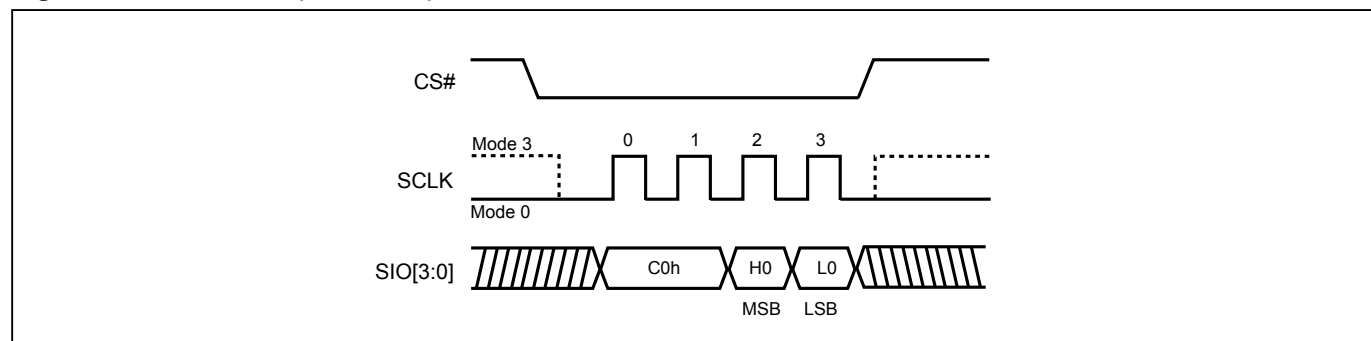 CS#
0 1 2 3
Mode 3
SCLK
Mode 0
SIO[3:0] C0h H0 L0
MSB LSB